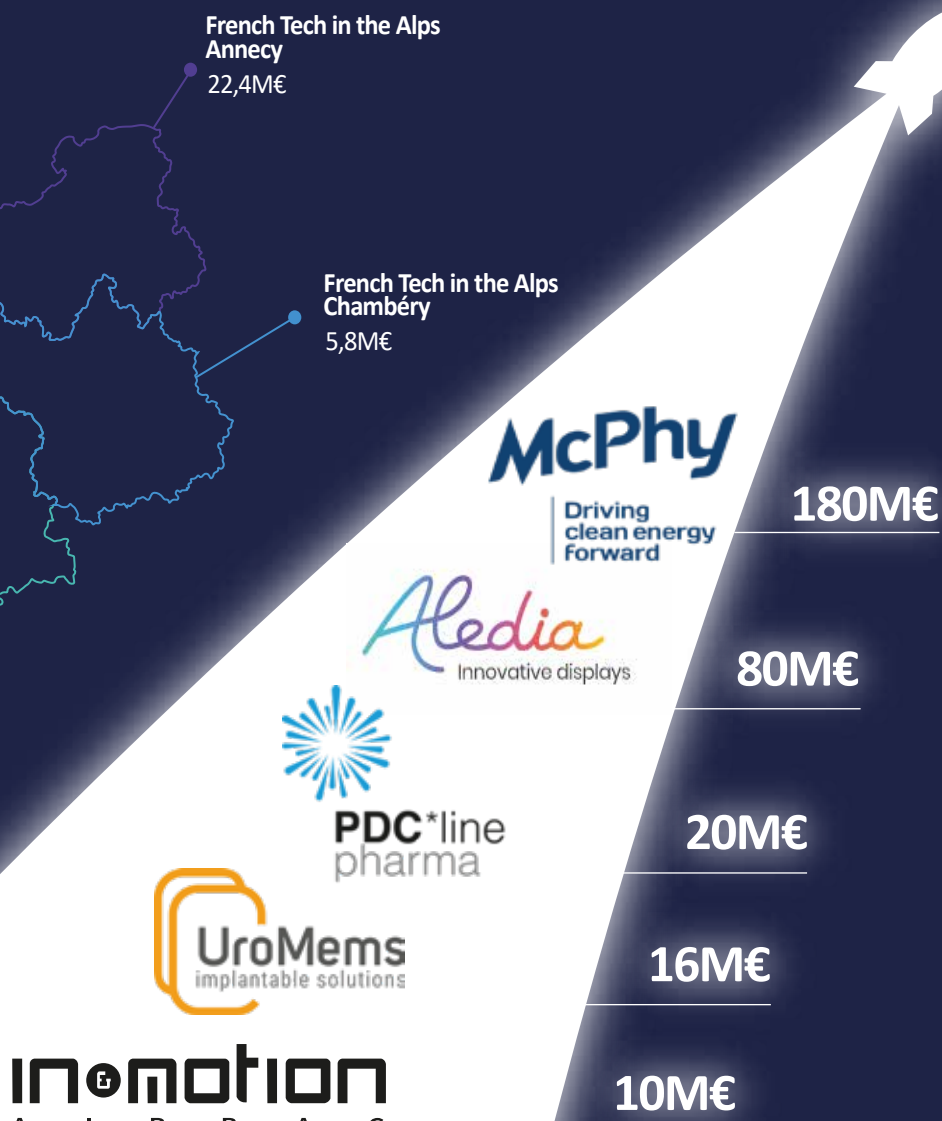 French Tech in the Alps
Annecy
22,4M€
French Tech in the Alps
Chambéry
5,8M€
McPhy
Driving
clean energy
forward
180M€
Aledia
Innovative displays
80M€
PDC*line
pharma
20M€
UroMems
implantable solutions
16M€
in&motion
10M€